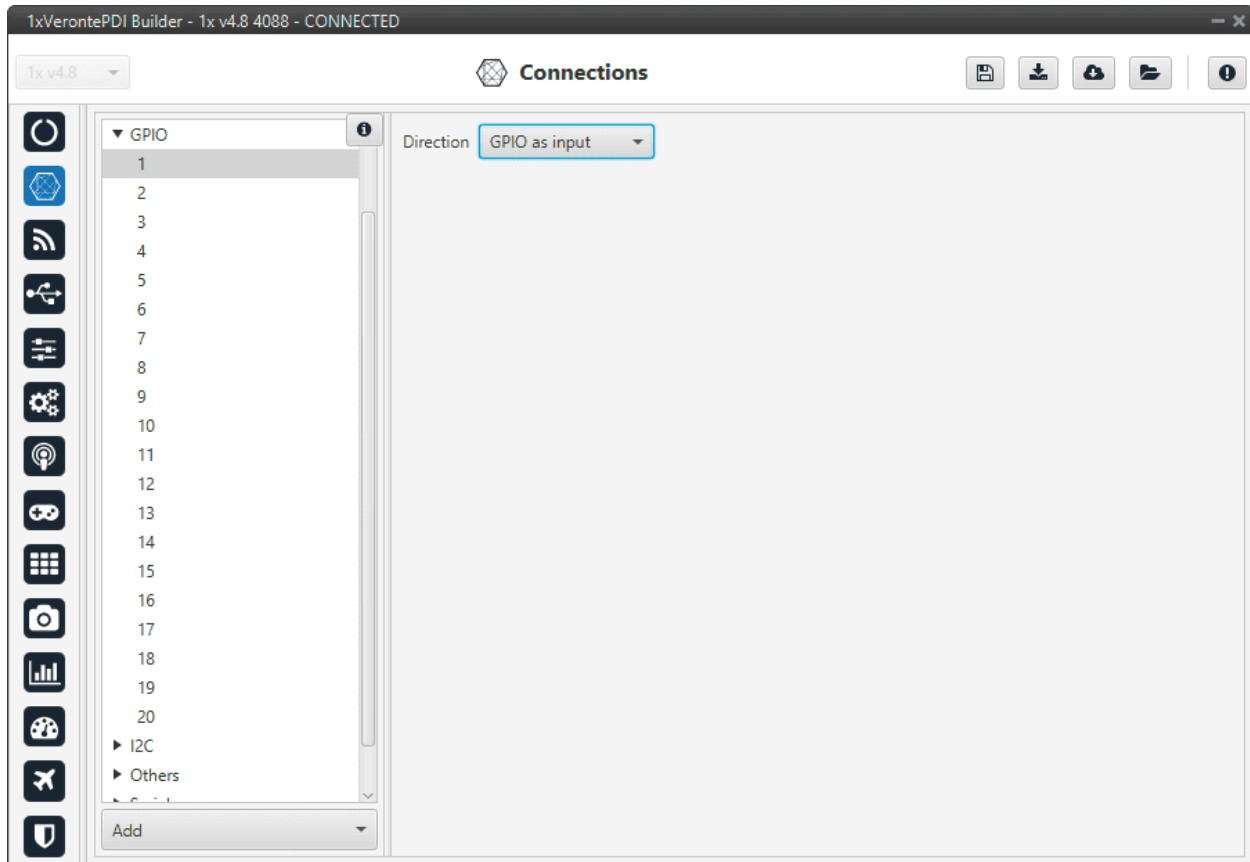 1xVerontePDI Builder - 1x v4.8 4088 - CONNECTED
1x v4.8
Connections
GPIO
Direction GPIO as input
1
2
3
4
5
6
7
8
9
10
11
12
13
14
15
16
17
18
19
20
I2C
Others
Add